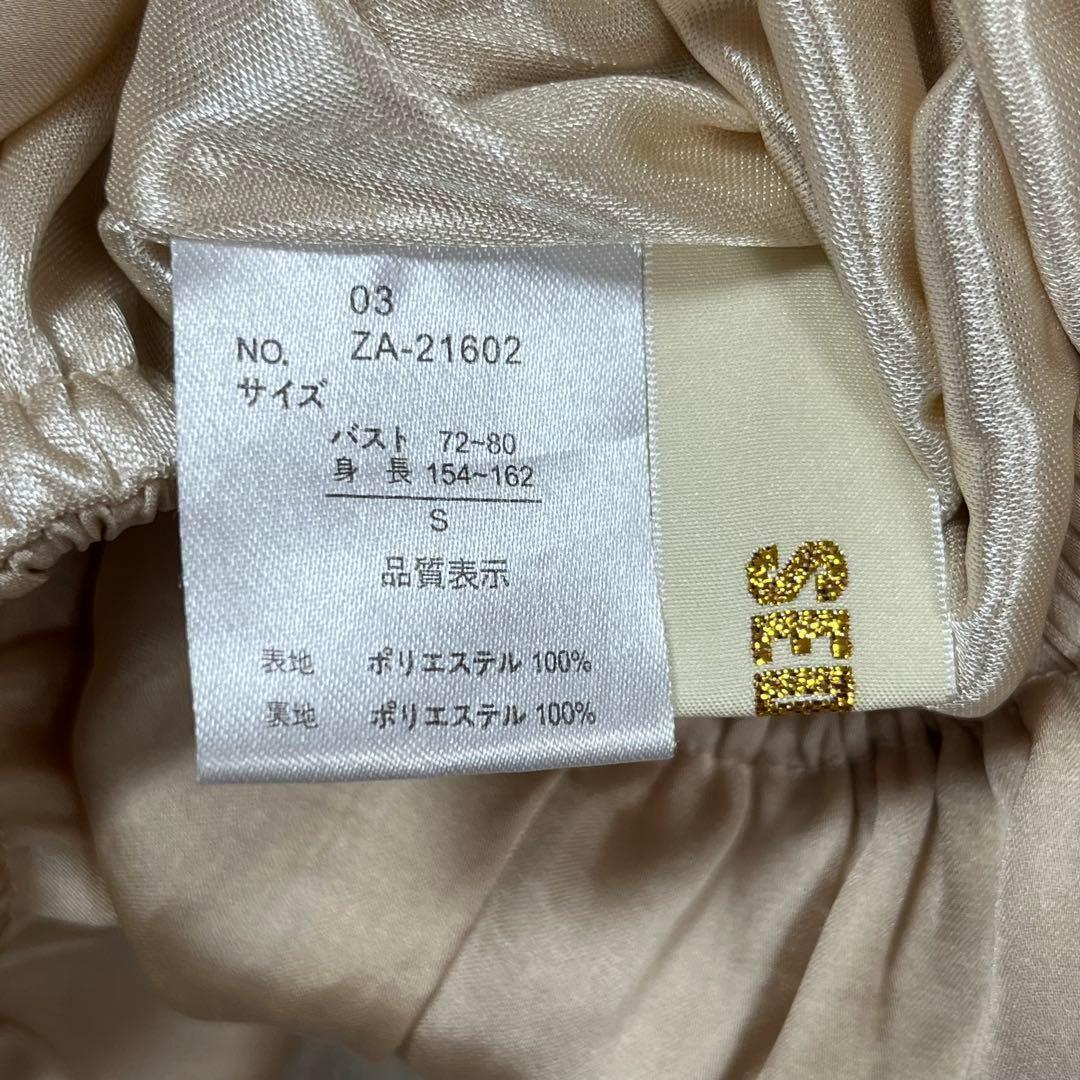 03
NO. ZA-21602
サイズ
バスト 72~80
身 長 154~162
S
品質表示
表地 ポリエステル 100%
裏地 ポリエステル 100%